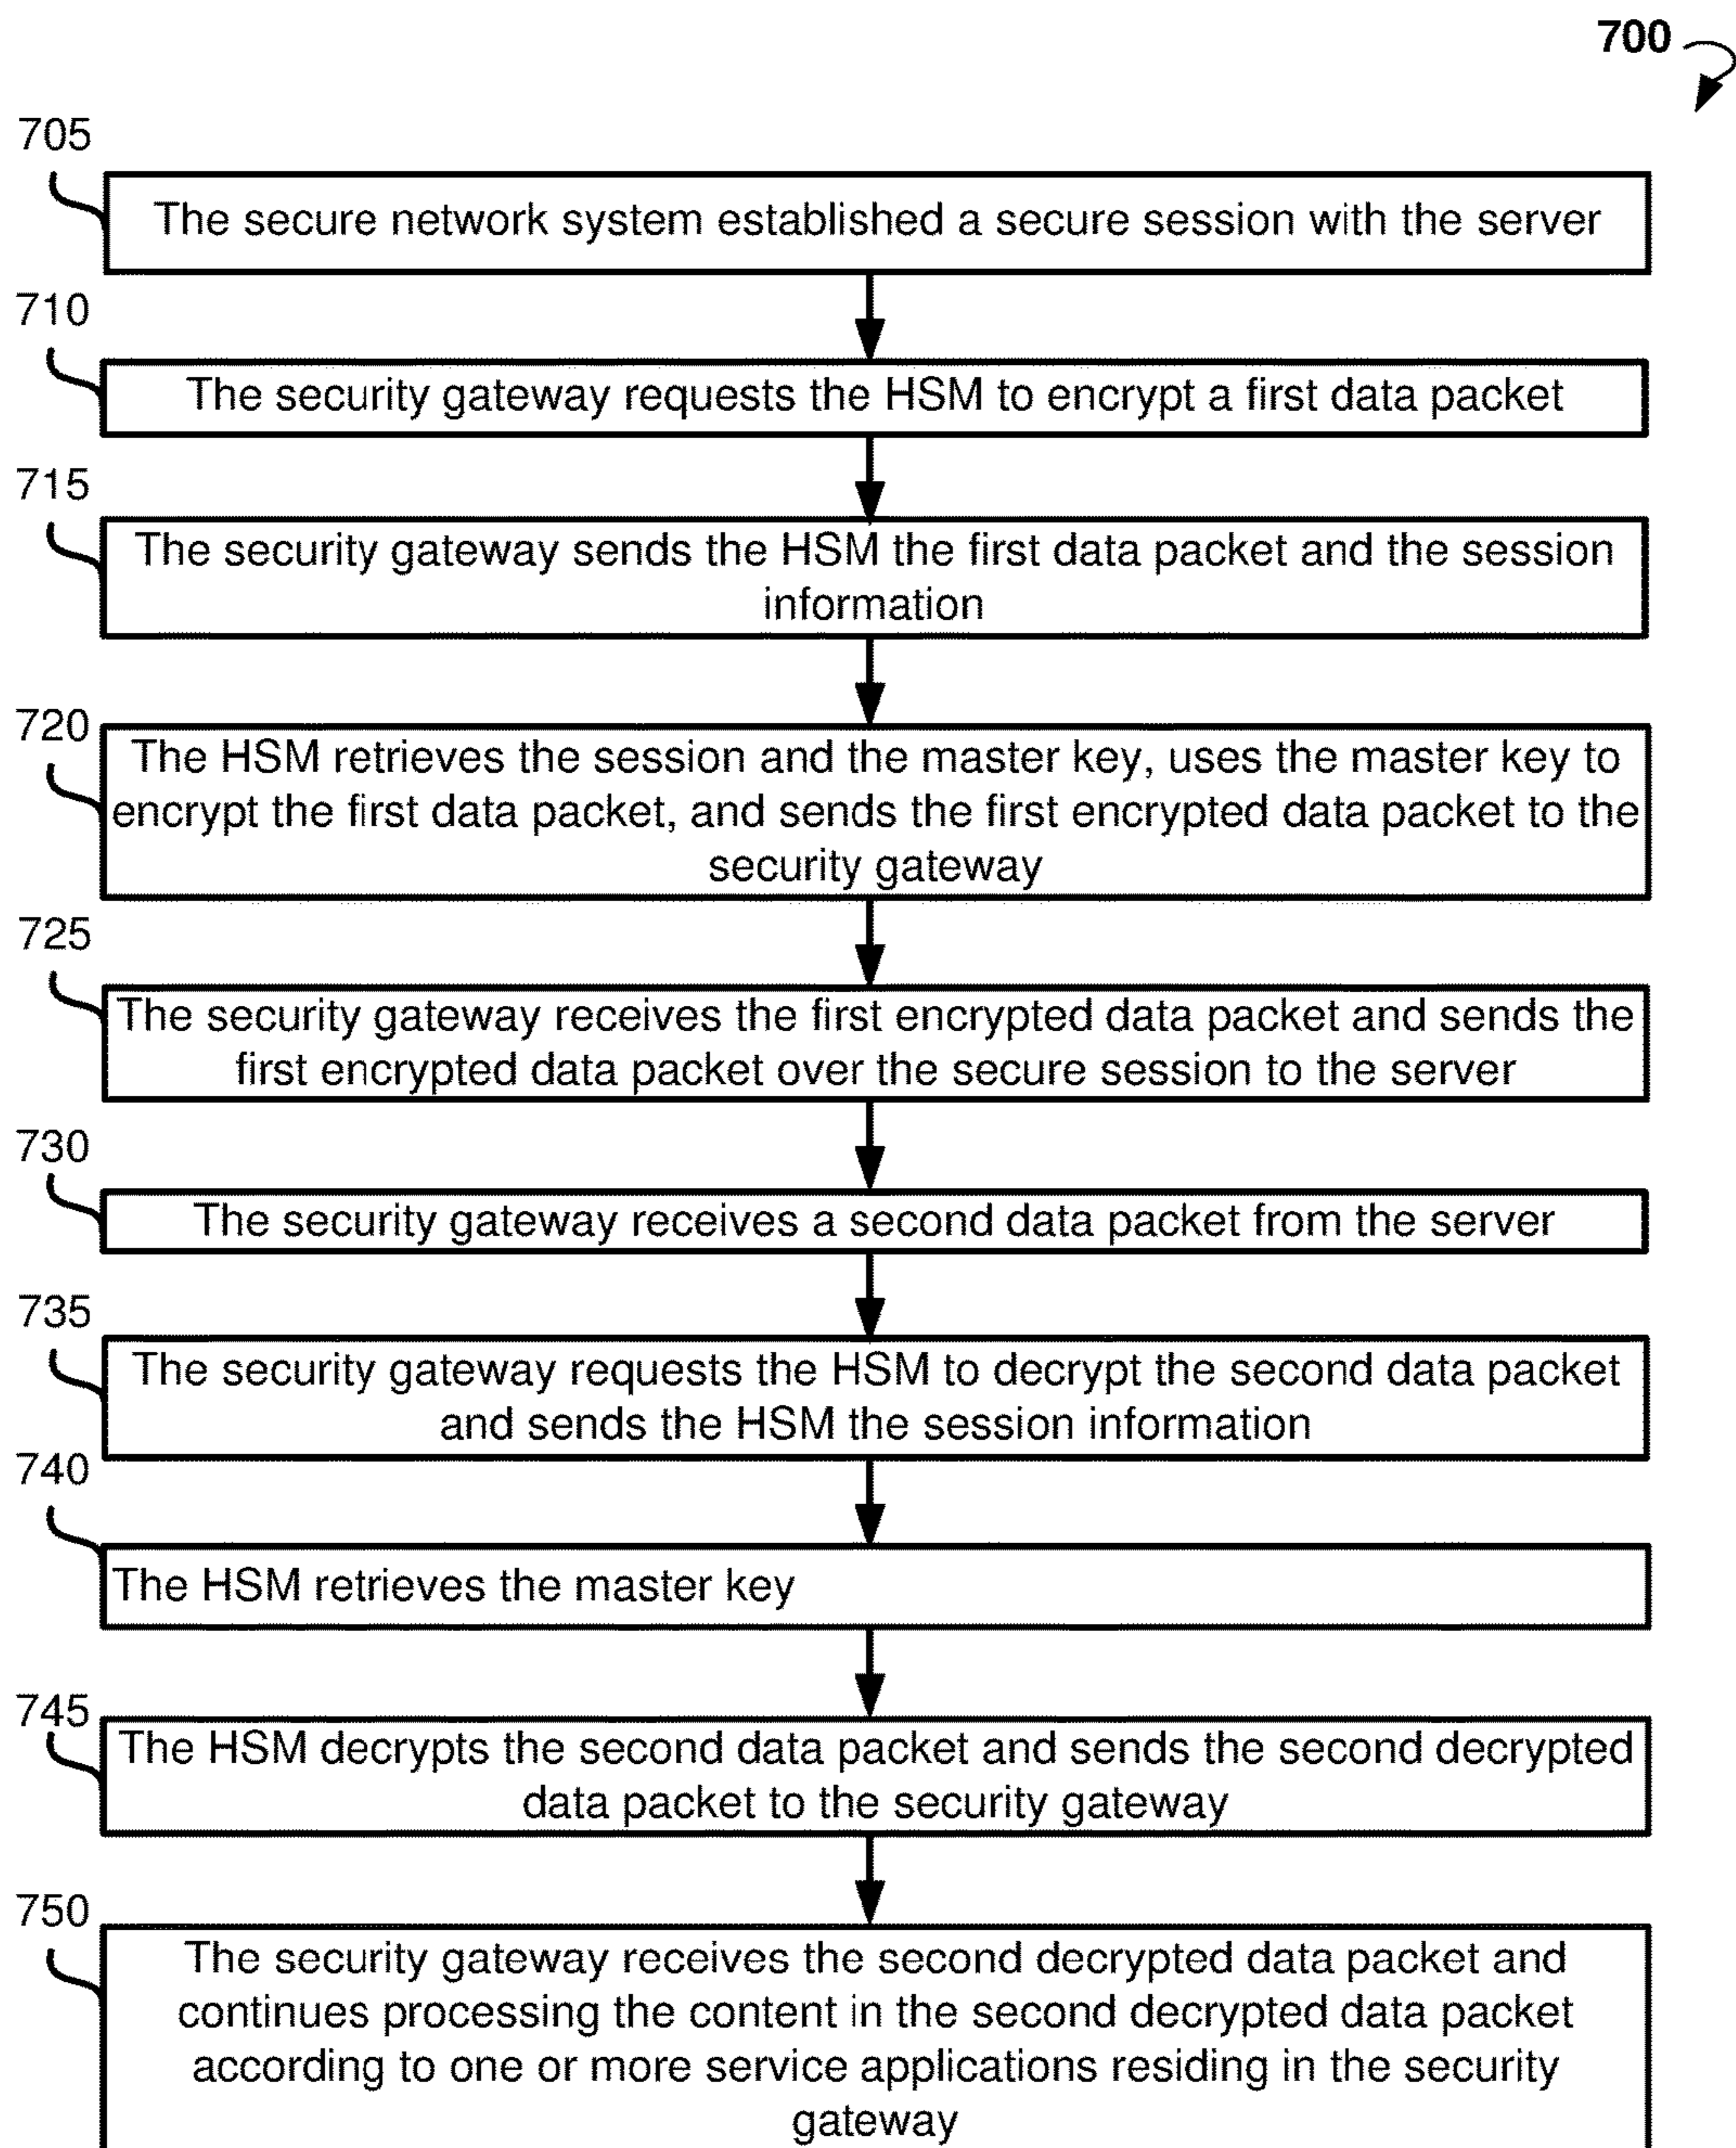 700
705
The secure network system established a secure session with the server
710
The security gateway requests the HSM to encrypt a first data packet
715
The security gateway sends the HSM the first data packet and the session
information
720
The HSM retrieves the session and the master key, uses the master key to
encrypt the first data packet, and sends the first encrypted data packet to the
security gateway
725
The security gateway receives the first encrypted data packet and sends the
first encrypted data packet over the secure session to the server
730
The security gateway receives a second data packet from the server
735
The security gateway requests the HSM to decrypt the second data packet
and sends the HSM the session information
740
The HSM retrieves the master key
745
The HSM decrypts the second data packet and sends the second decrypted
data packet to the security gateway
750
The security gateway receives the second decrypted data packet and
continues processing the content in the second decrypted data packet
according to one or more service applications residing in the security
gateway